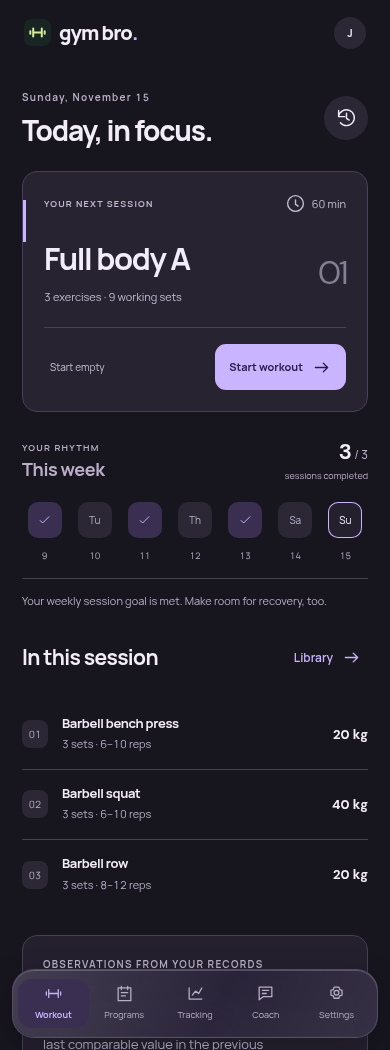 gym bro.
J
Sunday, November 15
Today, in focus.
YOUR NEXT SESSION
60 min
Full body A
01
3 exercises · 9 working sets
Start empty
Start workout
YOUR RHYTHM
3 / 3
This week
sessions completed
Tu
Th
Sa
Su
9
10
11
12
13
14
15
Your weekly session goal is met. Make room for recovery, too.
In this session
Library
01
Barbell bench press
3 sets · 6–10 reps
20 kg
02
Barbell squat
3 sets · 6–10 reps
40 kg
03
Barbell row
3 sets · 8–12 reps
20 kg
OBSERVATIONS FROM YOUR RECORDS
Workout
Programs
Tracking
Coach
Settings
last comparable value in the previous